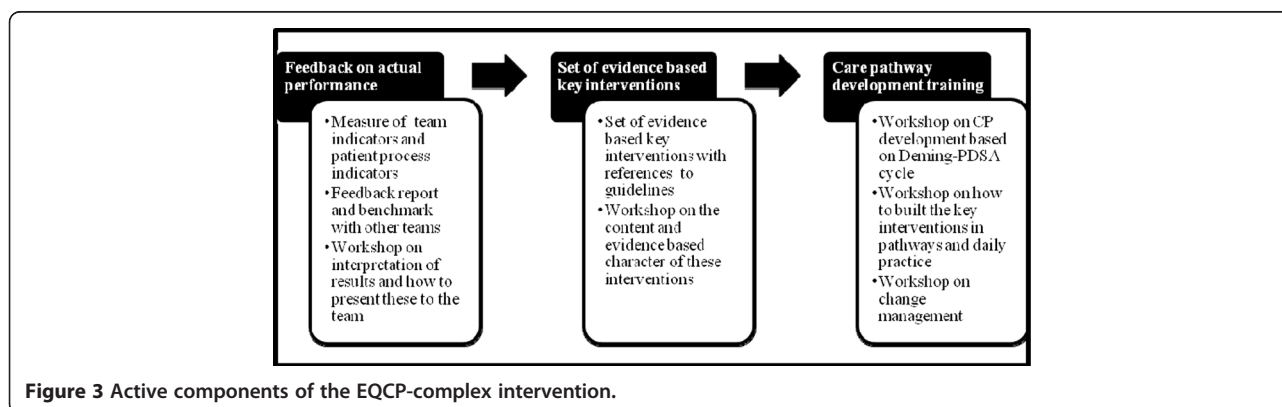 Feedback on actual
performance
•Measure of team
indicators and
patient process
indicators
•Feedback report
and benchmark
with other teams
•Workshop on
interpretation of
results and how to
present these to the
team
Set of evidence based
key interventions
•Set of evidence
based key
interventions with
references to
guidelines
•Workshop on the
content and
evidence based
character of these
interventions
Care pathway
development training
•Workshop on CP
development based
on Deming-PDSA
cycle
•Workshop on how
to built the key
interventions in
pathways and daily
practice
•Workshop on
change
management
Figure 3 Active components of the EQCP-complex intervention.